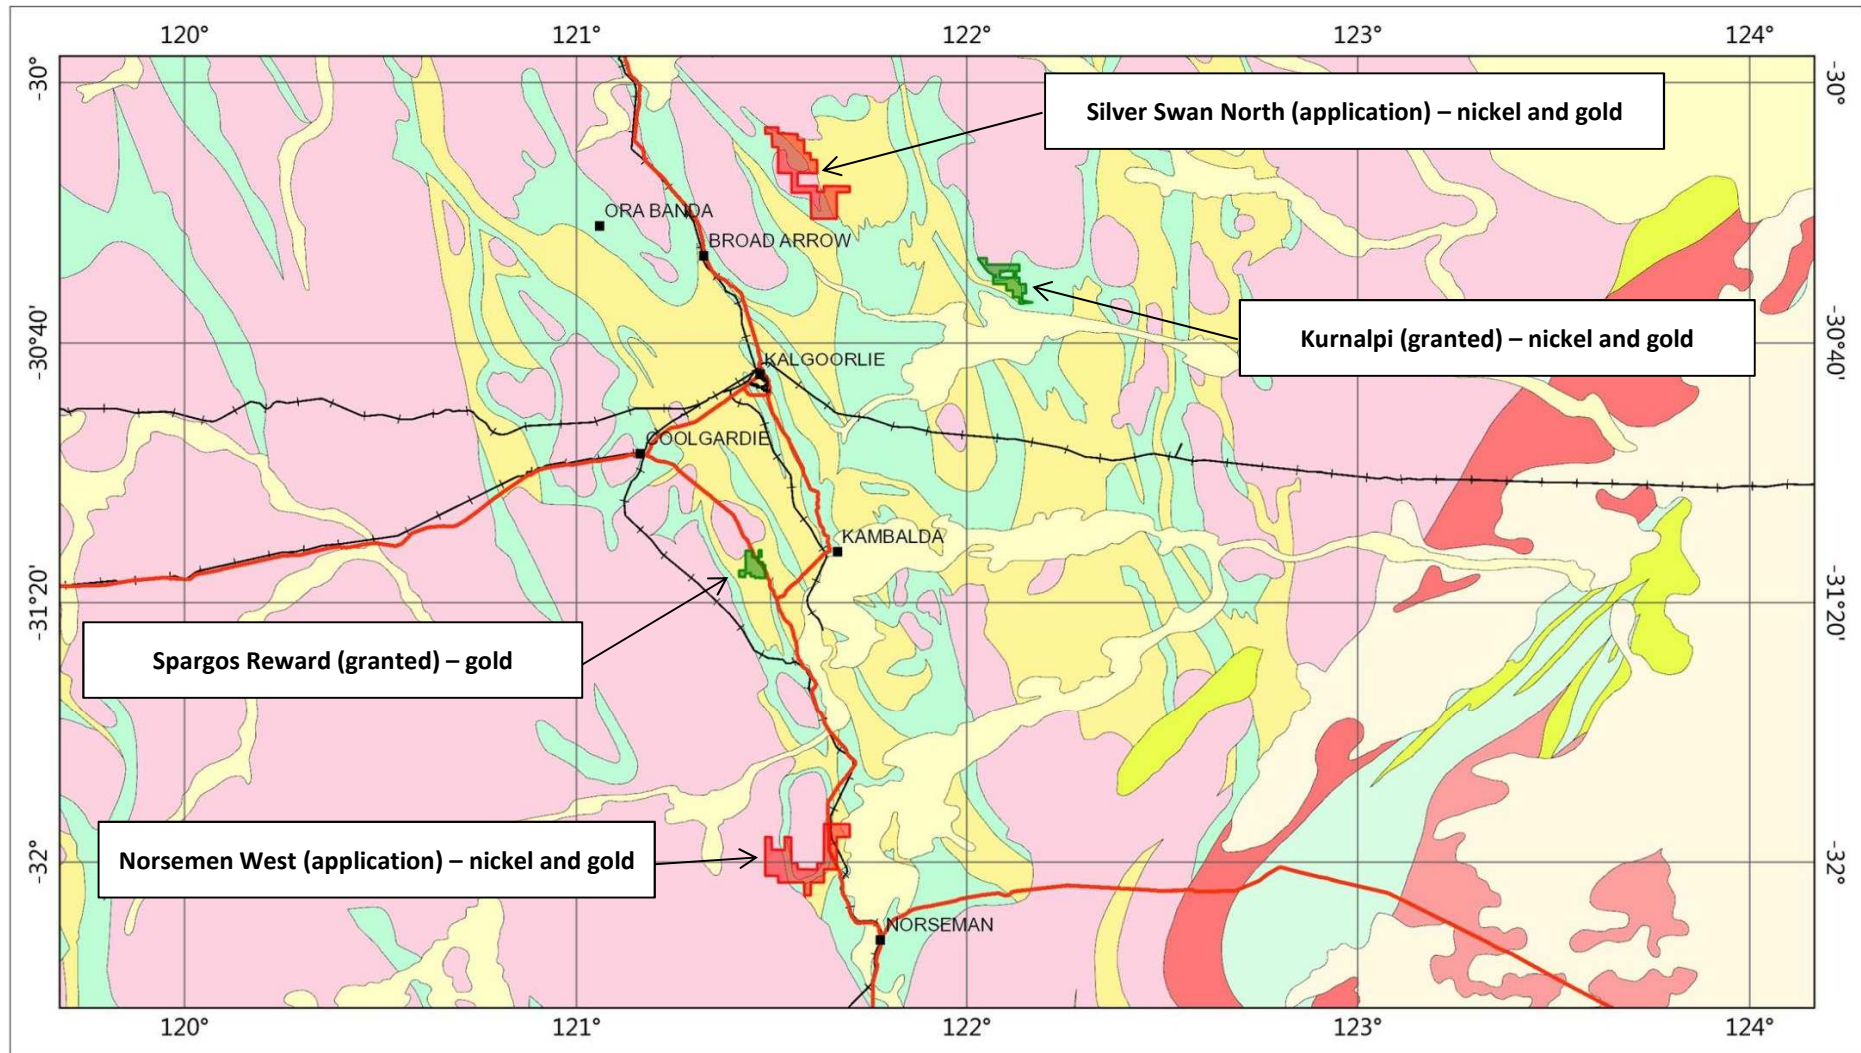 120° 121° 122° 123° 124°
-30° -30°
Silver Swan North (application) – nickel and gold
ORA BANDA
BROAD ARROW
Kurnalpi (granted) – nickel and gold
-30°40' -30°40'
KALGOORLIE
COOLGARDIE
KAMBALDA
-31°20' -31°20'
Spargos Reward (granted) – gold
Norsemen West (application) – nickel and gold
-32° -32°
NORSEMAN
120° 121° 122° 123° 124°